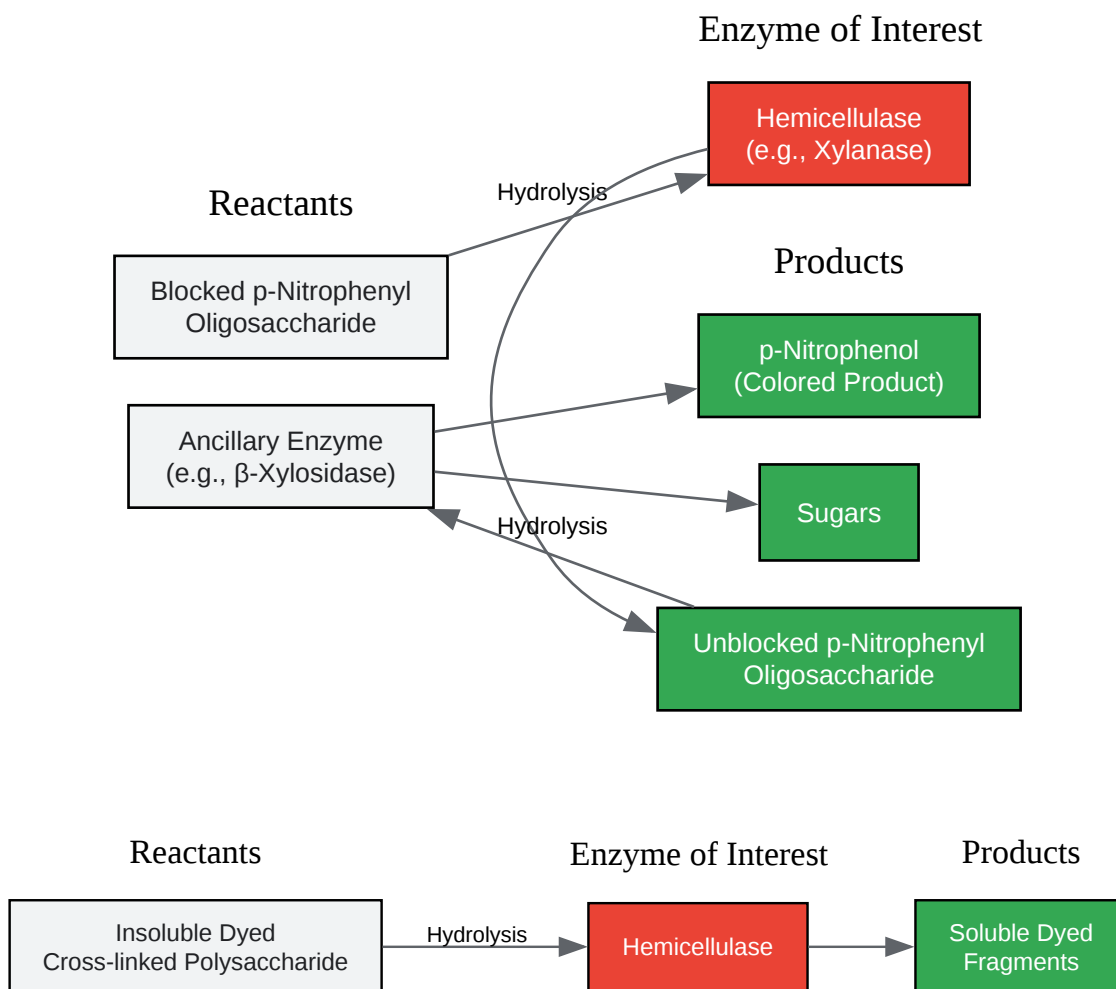 Enzyme of Interest
Hemicellulase
(e.g., Xylanase)
Hydrolysis
Reactants
Blocked p-Nitrophenyl
Oligosaccharide
Products
p-Nitrophenol
(Colored Product)
Ancillary Enzyme
(e.g., β-Xylosidase)
Sugars
Hydrolysis
Unblocked p-Nitrophenyl
Oligosaccharide
Reactants
Enzyme of Interest
Products
Insoluble Dyed
Cross-linked Polysaccharide
Hydrolysis
Hemicellulase
Soluble Dyed
Fragments